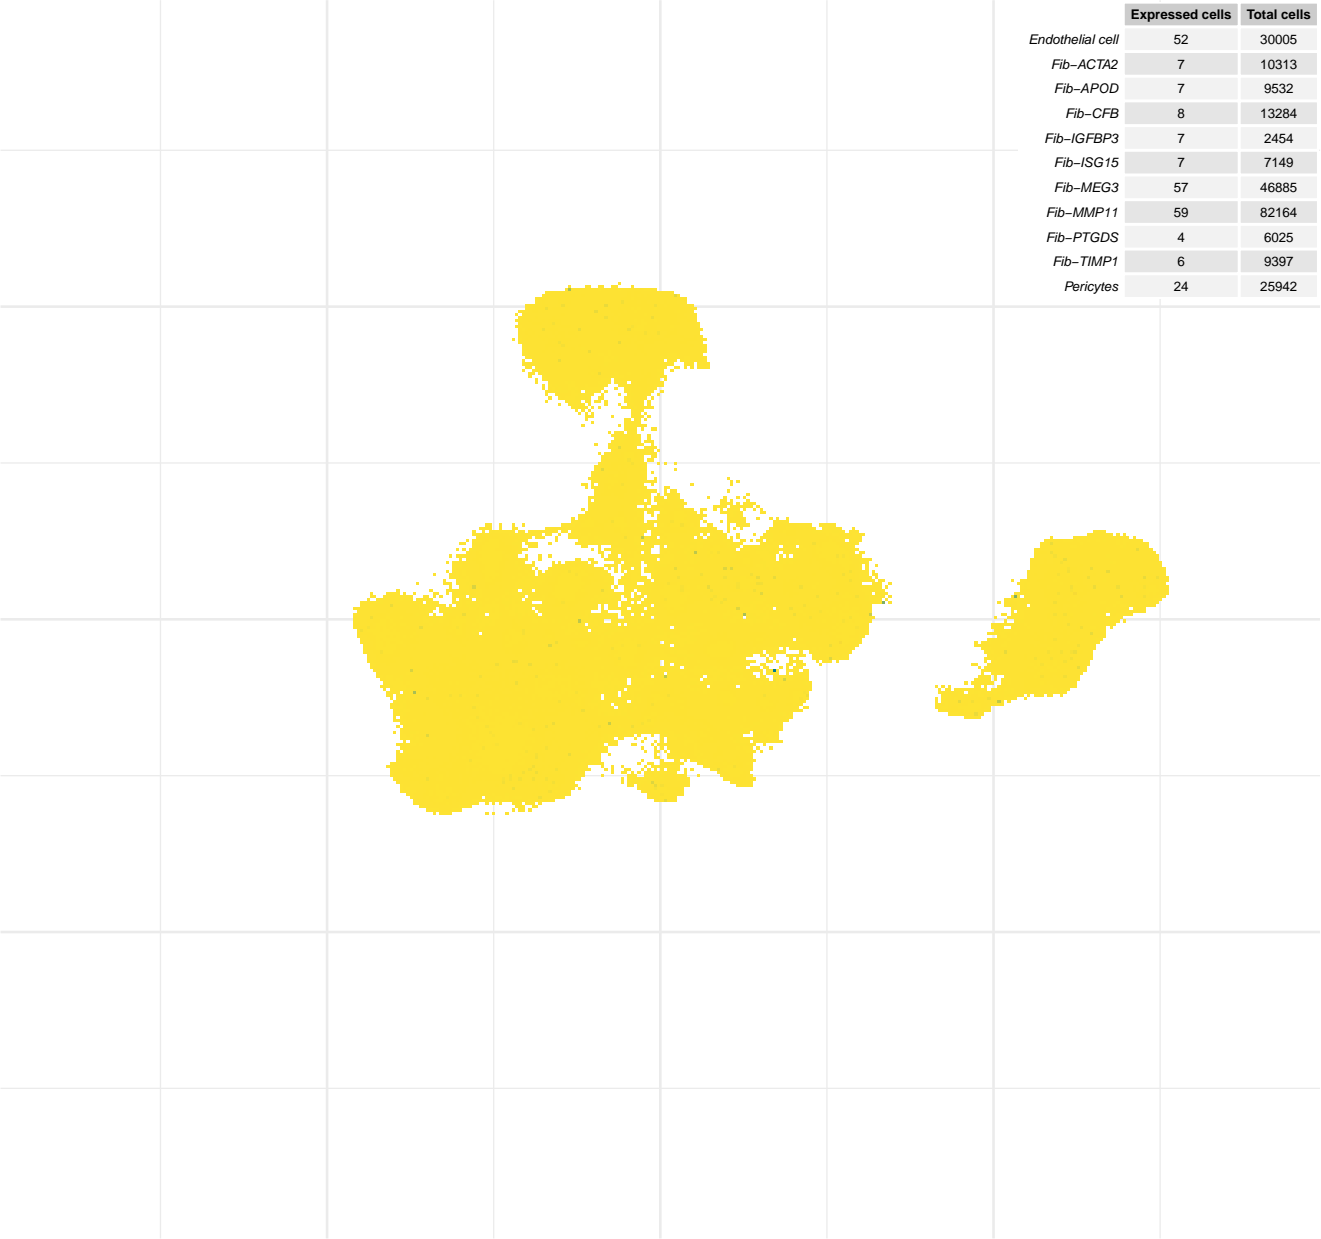 Expressed cells Total cells
Endothelial cell 52 30005
Fib−ACTA2 7 10313
Fib−APOD 7 9532
Fib−CFB 8 13284
Fib−IGFBP3 7 2454
Fib−ISG15 7 7149
Fib−MEG3 57 46885
Fib−MMP11 59 82164
Fib−PTGDS 4 6025
Fib−TIMP1 6 9397
Pericytes 24 25942